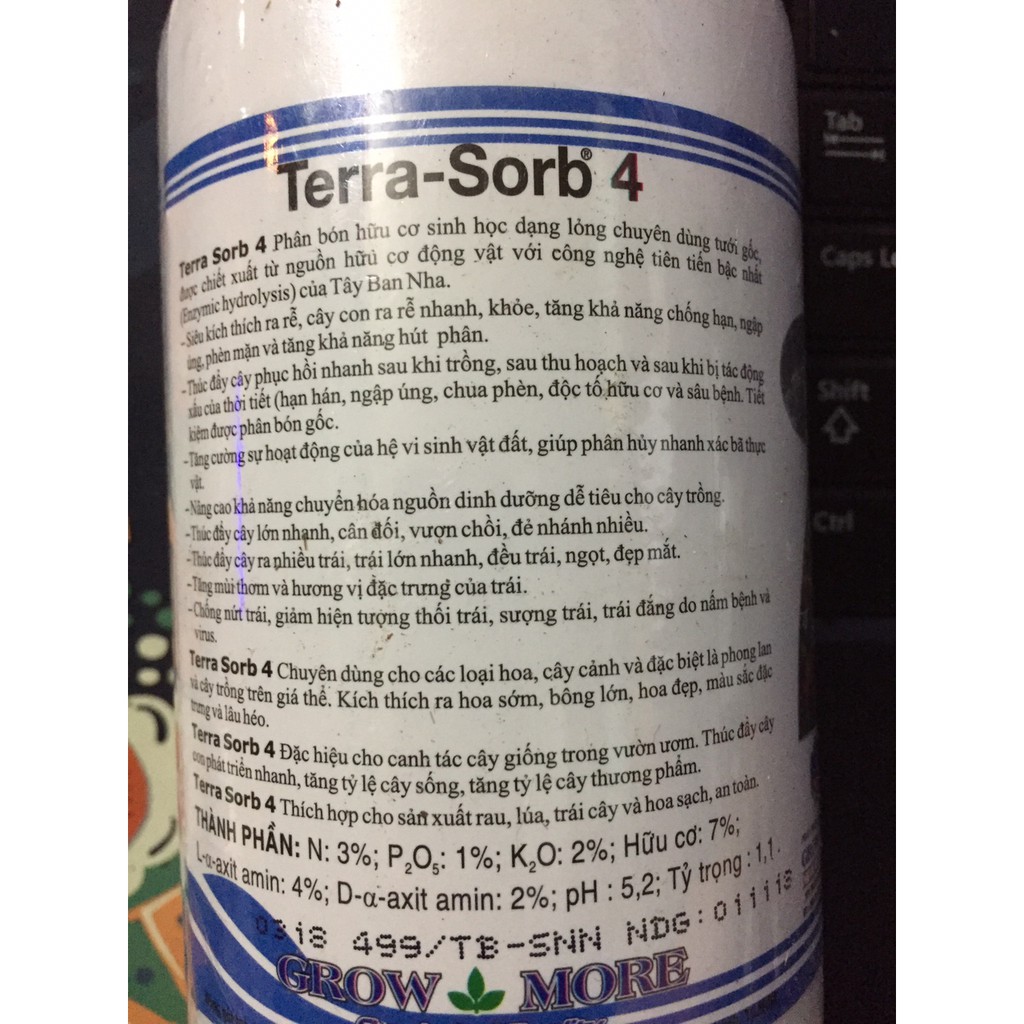 Terra-Sorb® 4
Terra Sorb 4 Phân bón hữu cơ sinh học dạng lỏng chuyên dùng tưới gốc,
được chiết xuất từ nguồn hữu cơ động vật với công nghệ tiên tiến bậc nhất
(Enzymic hydrolysis) của Tây Ban Nha.
-Siêu kích thích ra rễ, cây con ra rễ nhanh, khỏe, tăng khả năng chống hạn, ngập
úng, phèn mặn và tăng khả năng hút phân.
-Thúc đẩy cây phục hồi nhanh sau khi trồng, sau thu hoạch và sau khi bị tác động
xấu của thời tiết (hạn hán, ngập úng, chua phèn, độc tố hữu cơ và sâu bệnh. Tiết
kiệm được phân bón gốc.
-Tăng cường sự hoạt động của hệ vi sinh vật đất, giúp phân hủy nhanh xác bã thực
vật.
-Nâng cao khả năng chuyển hóa nguồn dinh dưỡng dễ tiêu cho cây trồng.
-Thúc đẩy cây lớn nhanh, cân đối, vượn chồi, đẻ nhánh nhiều.
-Thúc đẩy cây ra nhiều trái, trái lớn nhanh, đều trái, ngọt, đẹp mắt.
-Tăng mùi thơm và hương vị đặc trưng của trái.
-Chống nứt trái, giảm hiện tượng thối trái, sượng trái, trái đắng do nấm bệnh và
virus.
Terra Sorb 4 Chuyên dùng cho các loại hoa, cây cảnh và đặc biệt là phong lan
và cây trồng trên giá thể. Kích thích ra hoa sớm, bông lớn, hoa đẹp, màu sắc đặc
trưng và lâu héo.
Terra Sorb 4 Đặc hiệu cho canh tác cây giống trong vườn ươm. Thúc đẩy cây
con phát triển nhanh, tăng tỷ lệ cây sống, tăng tỷ lệ cây thương phẩm.
Terra Sorb 4 Thích hợp cho sản xuất rau, lúa, trái cây và hoa sạch, an toàn.
THÀNH PHẦN: N: 3%; P₂O₅: 1%; K₂O: 2%; Hữu cơ: 7%;
L-α-axit amin: 4%; D-α-axit amin: 2%; pH : 5,2; Tỷ trọng : 1,1.
0318 499/TB-SNN NDG: 011118
GROW MORE
Tab
Caps
Shift
Ctrl